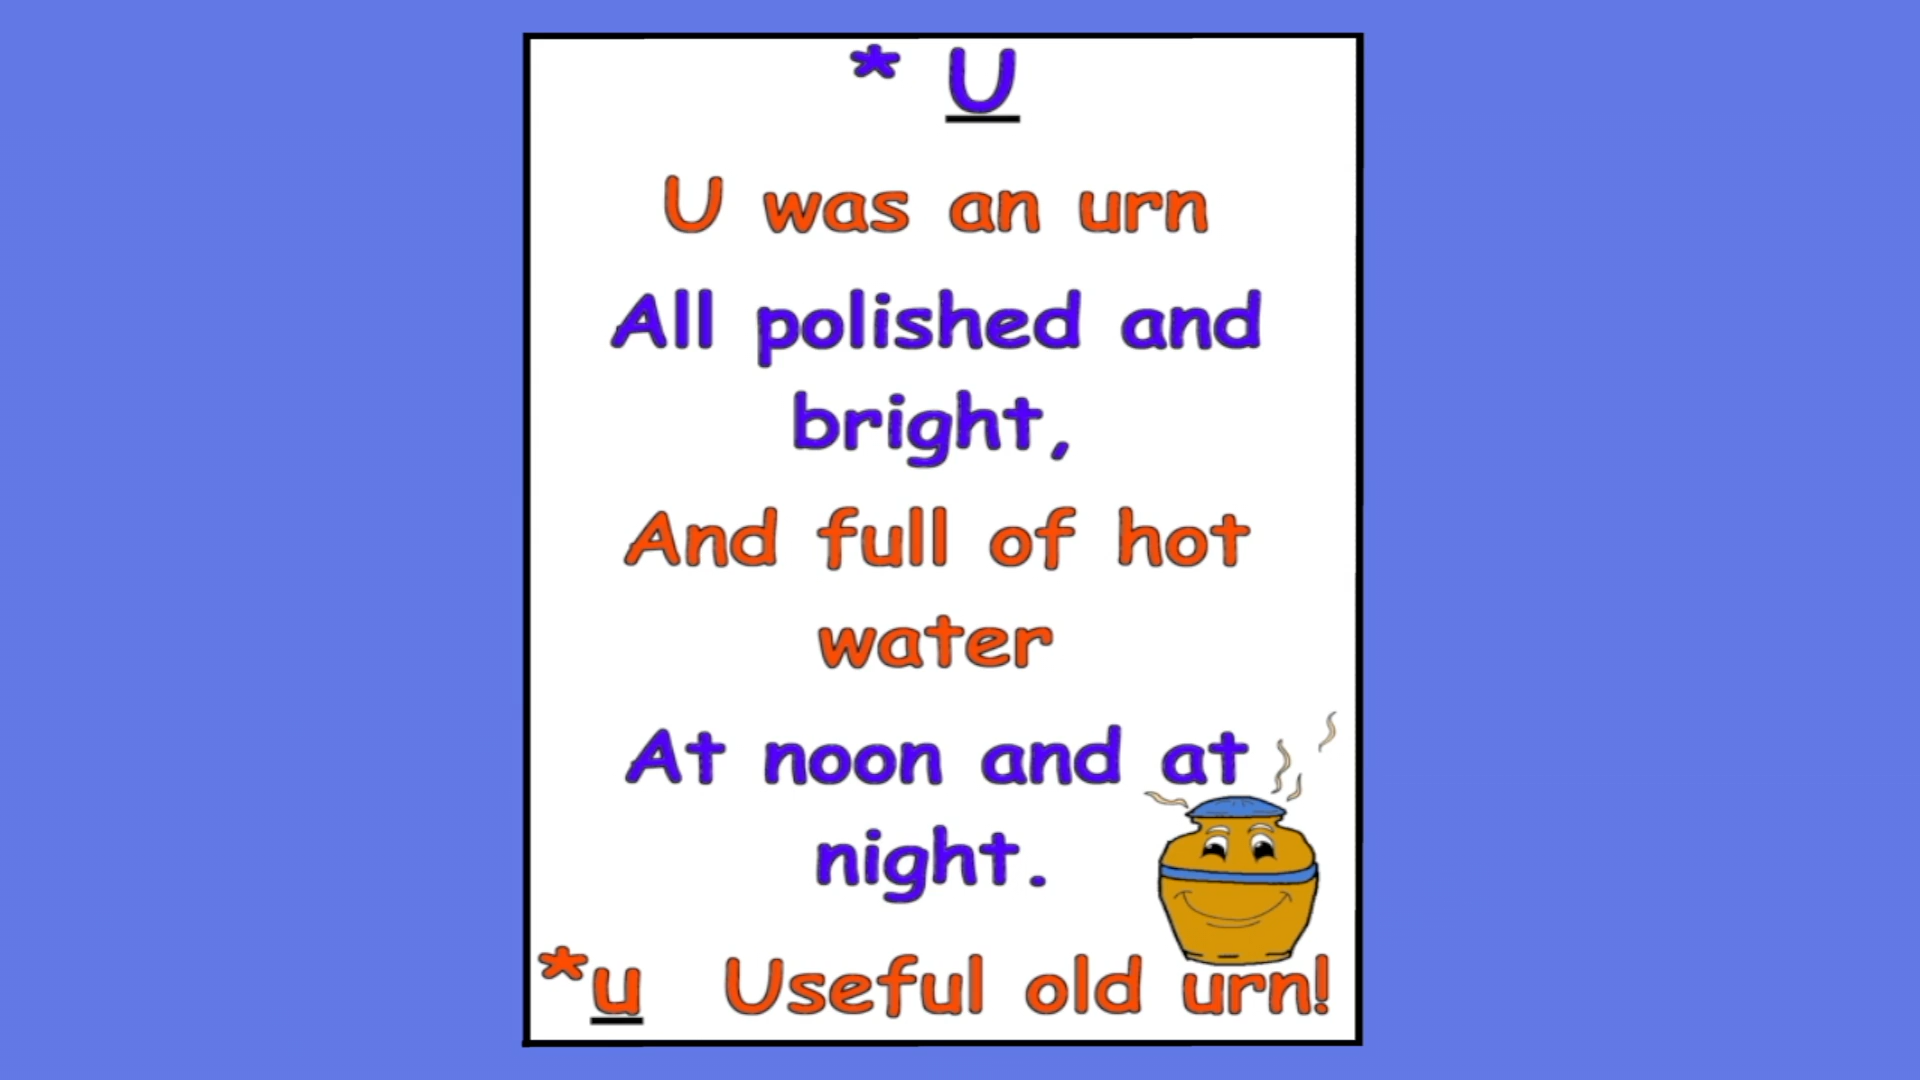 * U
U was an urn
All polished and
bright,
And full of hot
water
At noon and at
night.
*u Useful old urn!